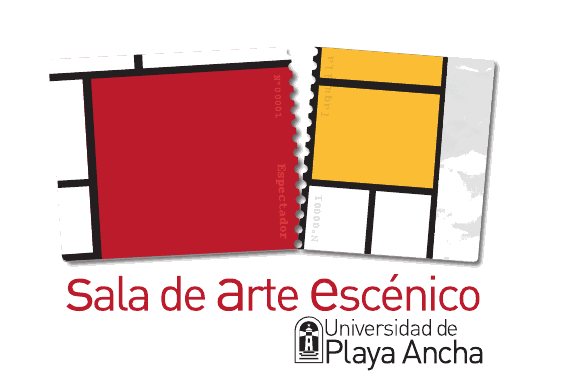 N°00001
Espectador
N°00001
Sala de arte escénico
Universidad de
Playa Ancha